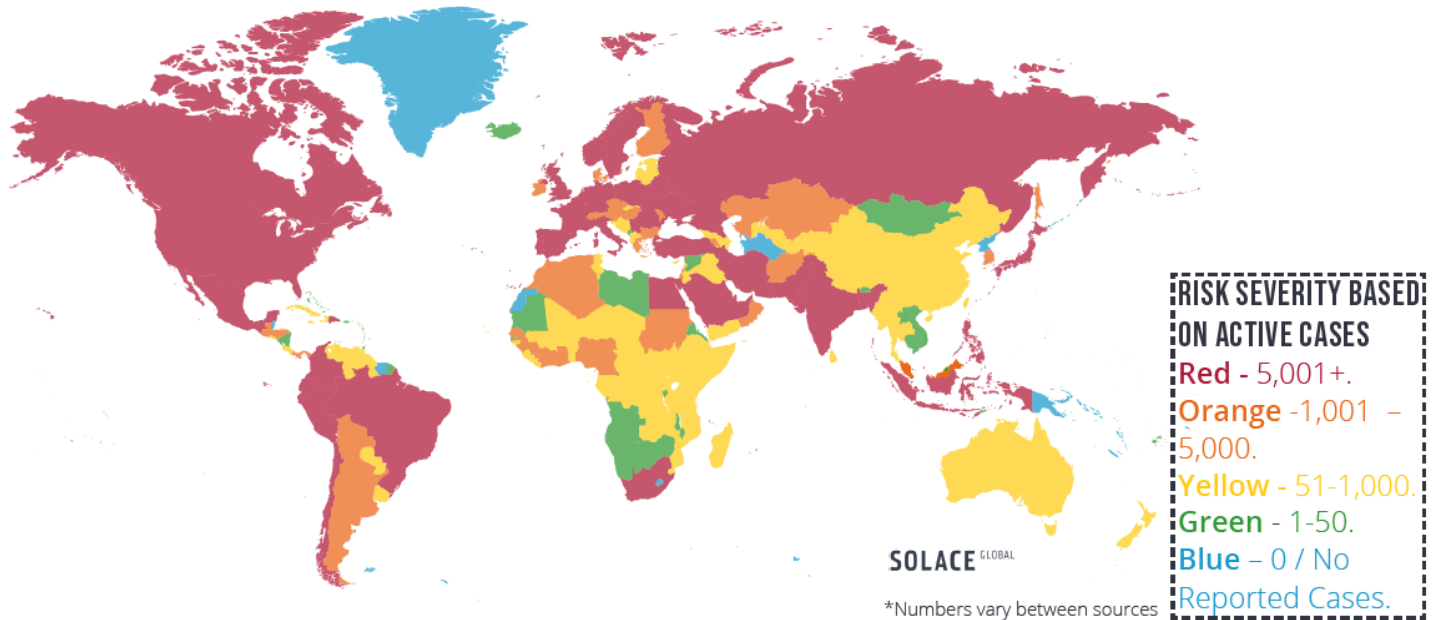 RISK SEVERITY BASED
ON ACTIVE CASES
Red - 5,001+.
Orange -1,001 –
5,000.
Yellow - 51-1,000.
Green - 1-50.
Blue – 0 / No
Reported Cases.
SOLACE GLOBAL
*Numbers vary between sources